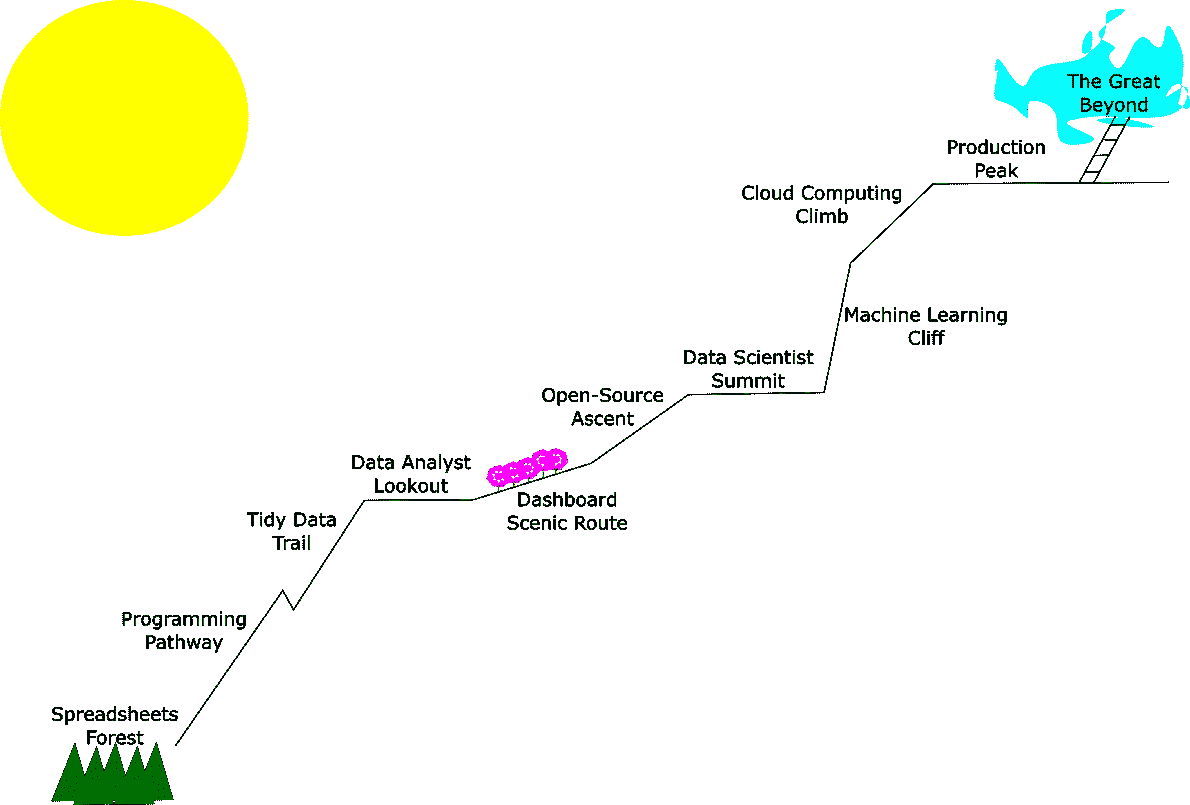 The Great
Beyond
Production
Peak
Cloud Computing
Climb
Machine Learning
Cliff
Data Scientist
Summit
Open-Source
Ascent
Data Analyst
Lookout
Dashboard
Scenic Route
Tidy Data
Trail
Programming
Pathway
Spreadsheets
Forest